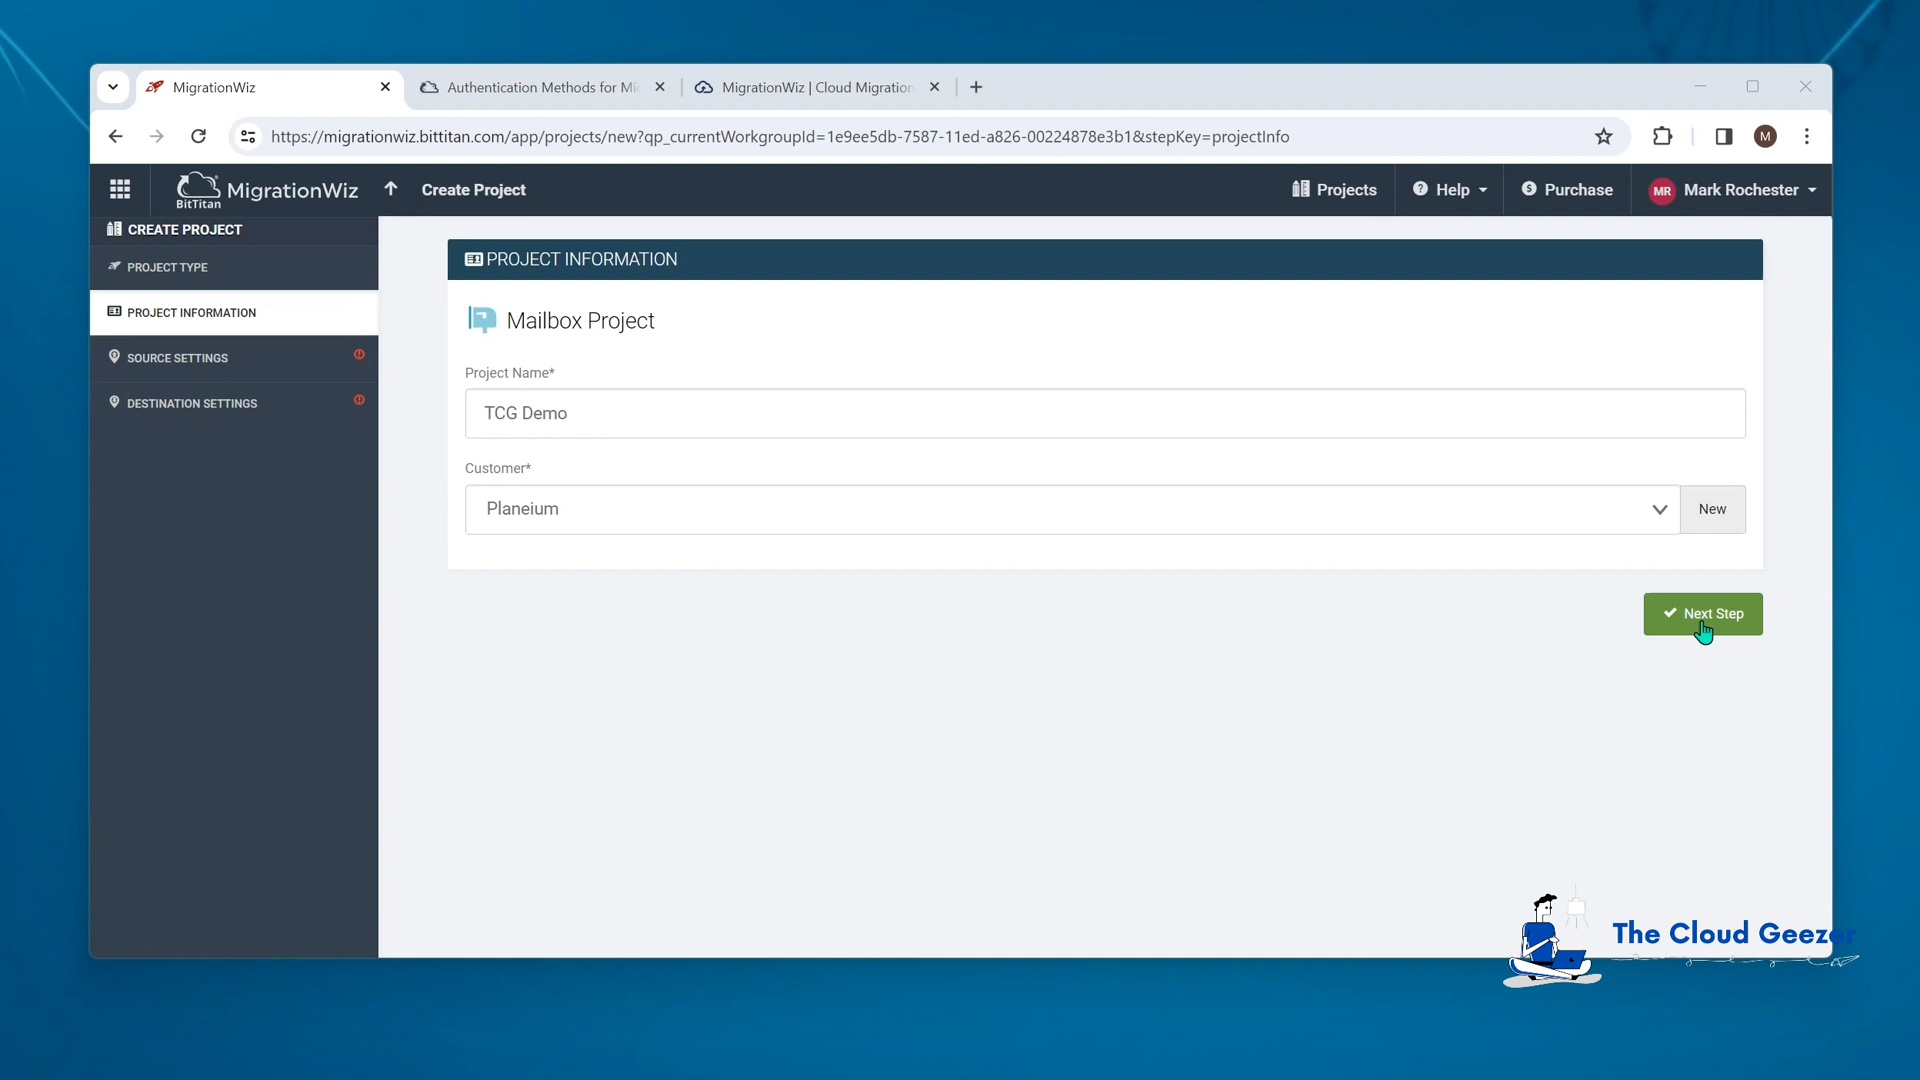 MigrationWiz
Authentication Methods for Mi
MigrationWiz | Cloud Migration
https://migrationwiz.bittitan.com/app/projects/new?qp_currentWorkgroupId=1e9ee5db-7587-11ed-a826-00224878e3b1&stepKey=projectInfo
M
BitTitan
MigrationWiz
Create Project
Projects
Help
Purchase
MR
Mark Rochester
CREATE PROJECT
PROJECT TYPE
PROJECT INFORMATION
SOURCE SETTINGS
DESTINATION SETTINGS
PROJECT INFORMATION
Mailbox Project
Project Name*
TCG Demo
Customer*
Planeium
New
Next Step
The Cloud Geezer